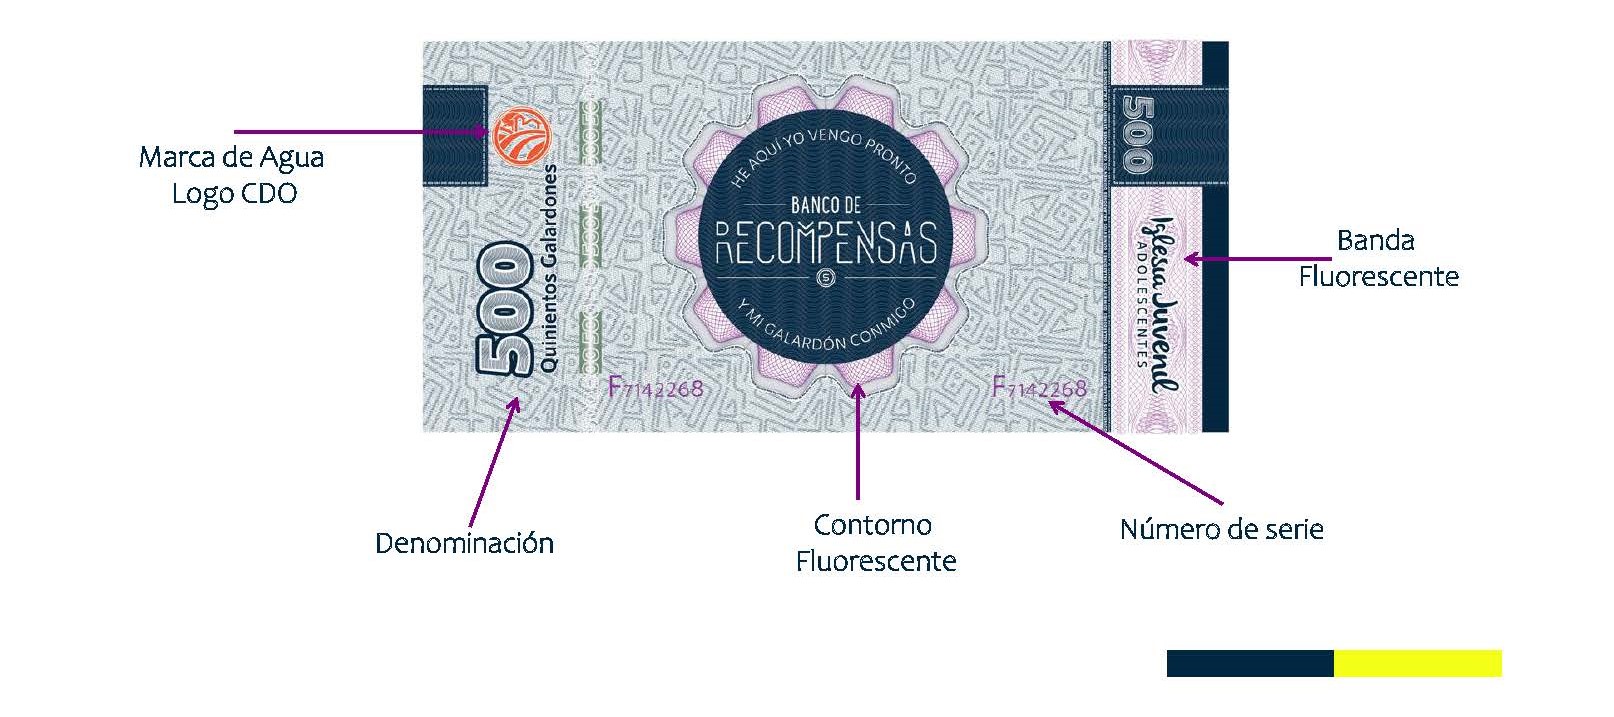 Marca de Agua
Logo CDO
500
Quinientos Galardones
HE AQUÍ YO VENGO PRONTO
BANCO DE
RECOMPENSAS
S
Y MI GALARDÓN CONMIGO
F7142268
F7142268
500
Iglesia Juvenil
ADOLESCENTES
Banda
Fluorescente
Denominación
Contorno
Fluorescente
Número de serie